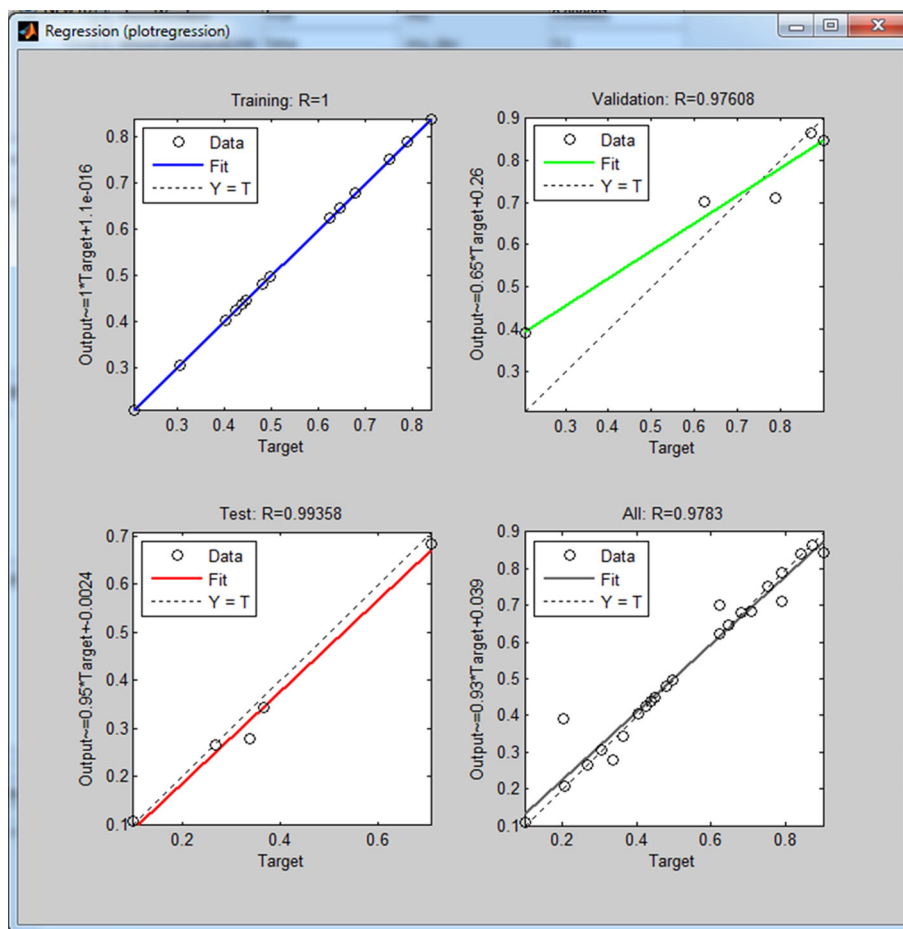 Regression (plotregression)
Training: R=1
Data
Fit
Y = T
Output~=1*Target+1.1e-016
0.8
0.7
0.6
0.5
0.4
0.3
0.3 0.4 0.5 0.6 0.7 0.8
Target
Validation: R=0.97608
Data
Fit
Y = T
Output~=0.65*Target+0.26
0.9
0.8
0.7
0.6
0.5
0.4
0.3
0.3 0.4 0.5 0.6 0.7 0.8
Target
Test: R=0.99358
Data
Fit
Y = T
Output~=0.95*Target+-0.0024
0.7
0.6
0.5
0.4
0.3
0.2
0.1
0.2 0.4 0.6
Target
All: R=0.9783
Data
Fit
Y = T
Output~=0.93*Target+0.039
0.9
0.8
0.7
0.6
0.5
0.4
0.3
0.2
0.1
0.2 0.4 0.6 0.8
Target